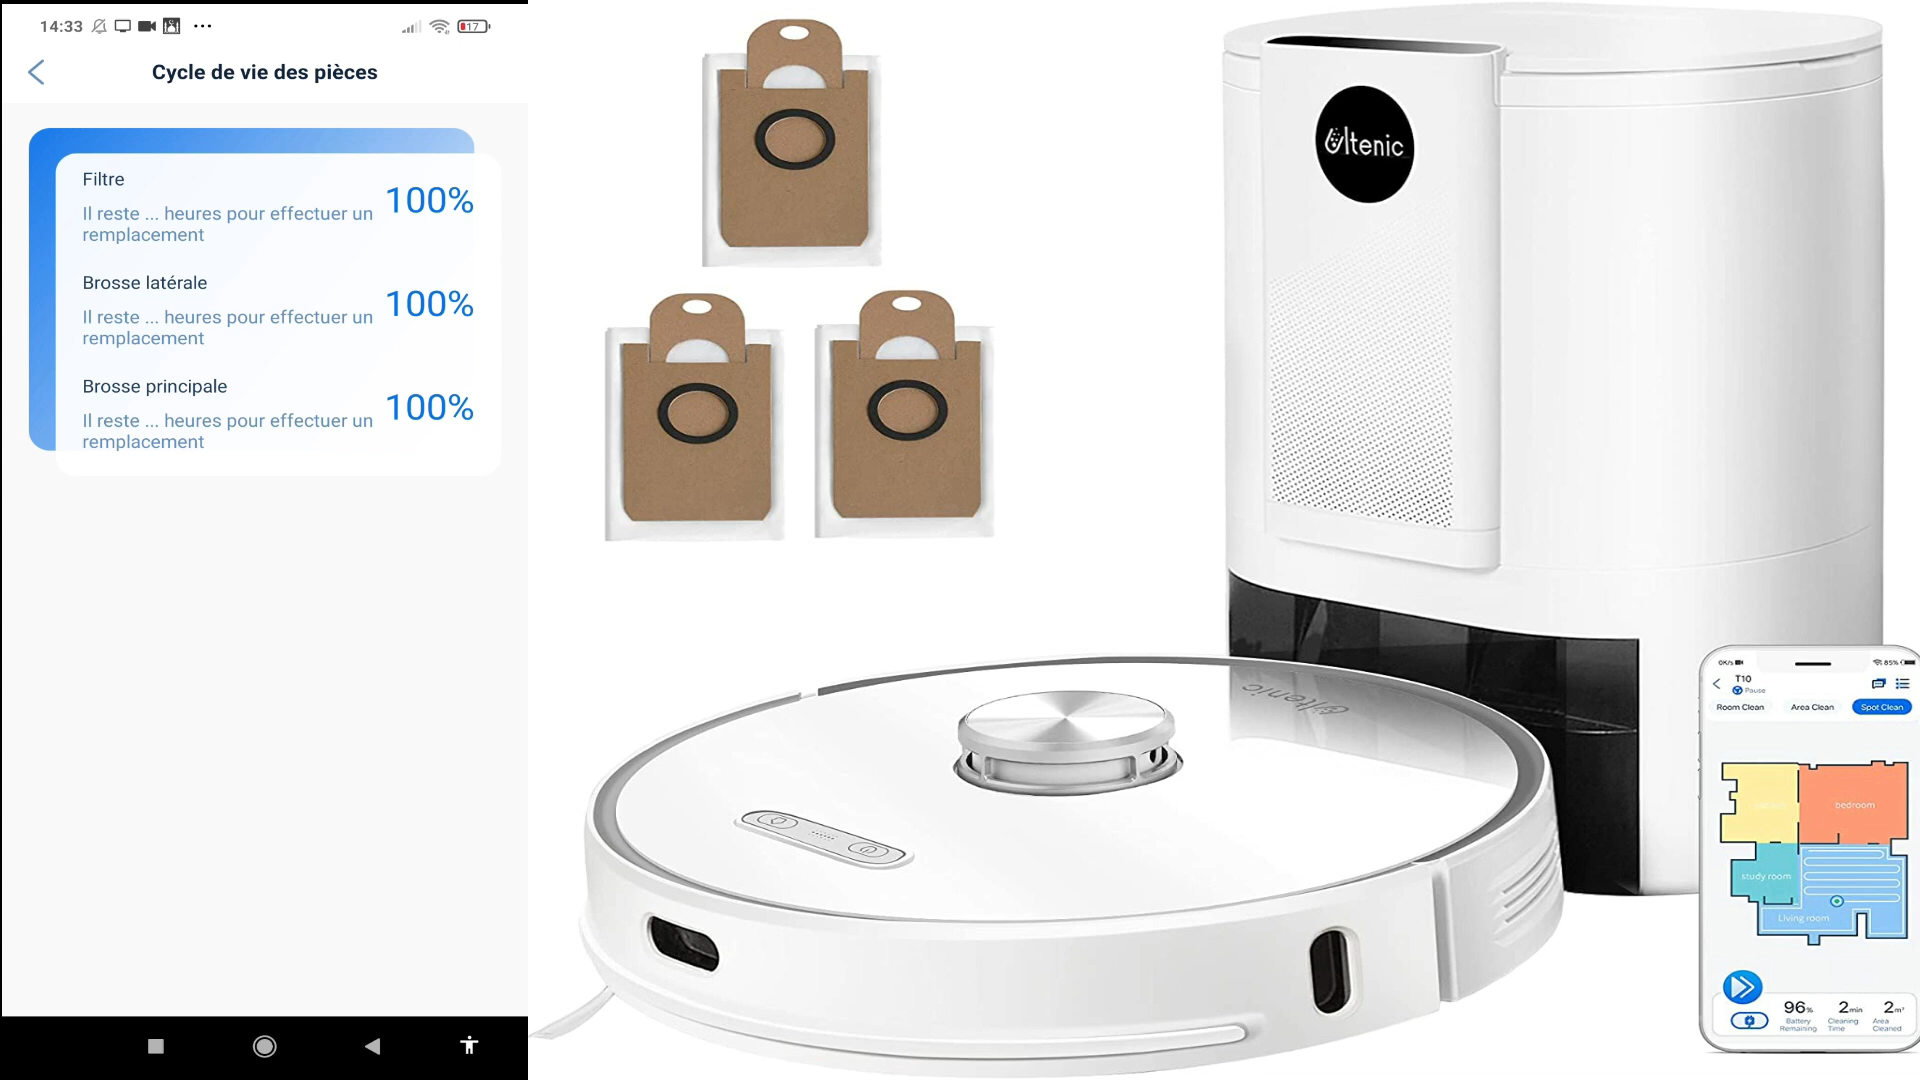 14:33
17
Cycle de vie des pièces
Filtre
Il reste ... heures pour effectuer un
remplacement
100%
Brosse latérale
Il reste ... heures pour effectuer un
remplacement
100%
Brosse principale
Il reste ... heures pour effectuer un
remplacement
100%
Ultenic
Ultenic
0K/s
85%
T10
Pause
Room Clean
Area Clean
Spot Clean
bedroom
study room
Living room
96%
2min
2m²
Battery
Remaining
Cleaning
Time
Area
Cleaned